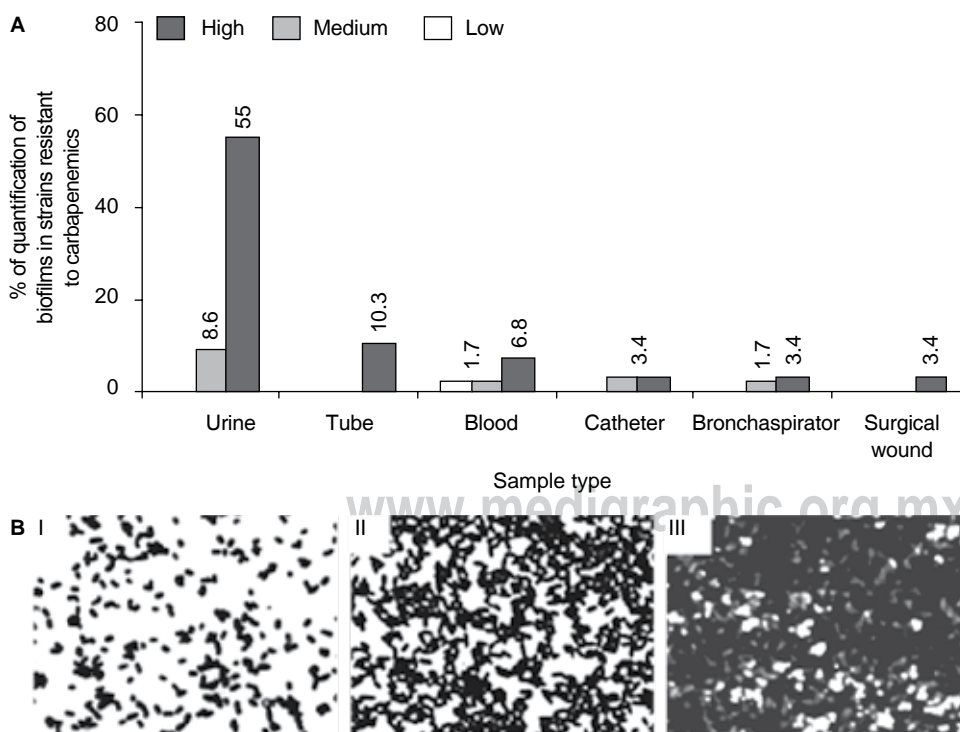 A
High Medium Low
% of quantification of
biofilms in strains resistant
to carbapenemics
80
60
40
20
0
8.6
55
10.3
1.7
6.8
3.4
1.7
3.4
3.4
Urine Tube Blood Catheter Bronchaspirator Surgical
wound
Sample type
www.medigraphic.org.mx
B I II III